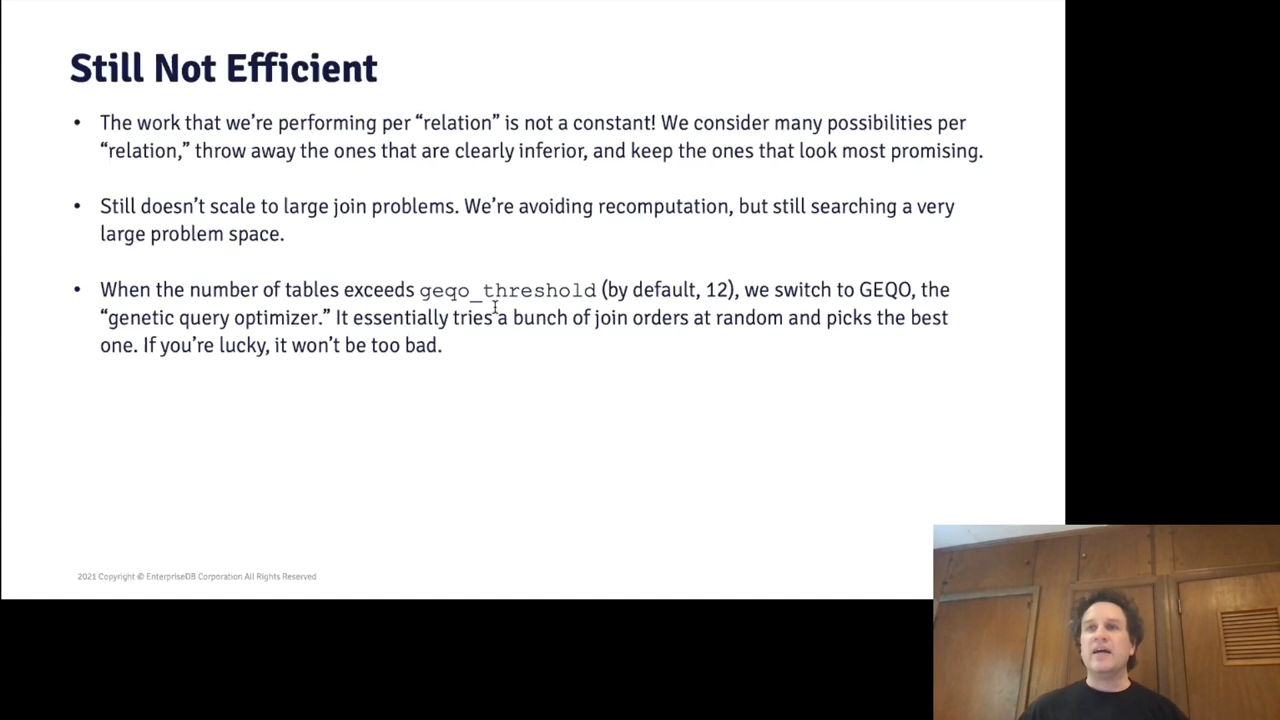 Still Not Efficient
• The work that we're performing per “relation” is not a constant! We consider many possibilities per
“relation,” throw away the ones that are clearly inferior, and keep the ones that look most promising.
• Still doesn't scale to large join problems. We're avoiding recomputation, but still searching a very
large problem space.
• When the number of tables exceeds geqo_threshold (by default, 12), we switch to GEQO, the
“genetic query optimizer.” It essentially tries a bunch of join orders at random and picks the best
one. If you're lucky, it won't be too bad.
2021 Copyright © EnterpriseDB Corporation All Rights Reserved